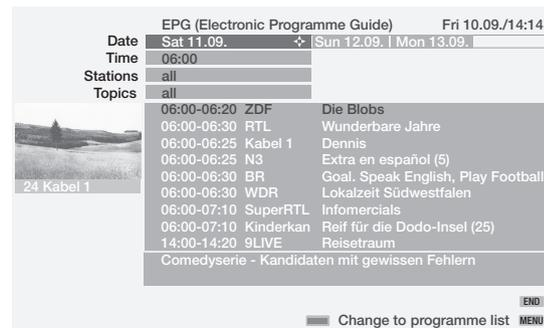 EPG (Electronic Programme Guide) Fri 10.09./14:14
Date Sat 11.09. Sun 12.09. | Mon 13.09.
Time 06:00
Stations all
Topics all
06:00-06:20 ZDF Die Blobs
06:00-06:30 RTL Wunderbare Jahre
06:00-06:25 Kabel 1 Dennis
06:00-06:25 N3 Extra en español (5)
06:00-06:30 BR Goal. Speak English, Play Football
24 Kabel 1
06:00-06:30 WDR Lokalzeit Südwestfalen
06:00-07:10 SuperRTL Infomercials
06:00-07:10 Kinderkan Reif für die Dodo-Insel (25)
14:00-14:20 9LIVE Reisetraum
Comedyserie - Kandidaten mit gewissen Fehlern
END
Change to programme list MENU